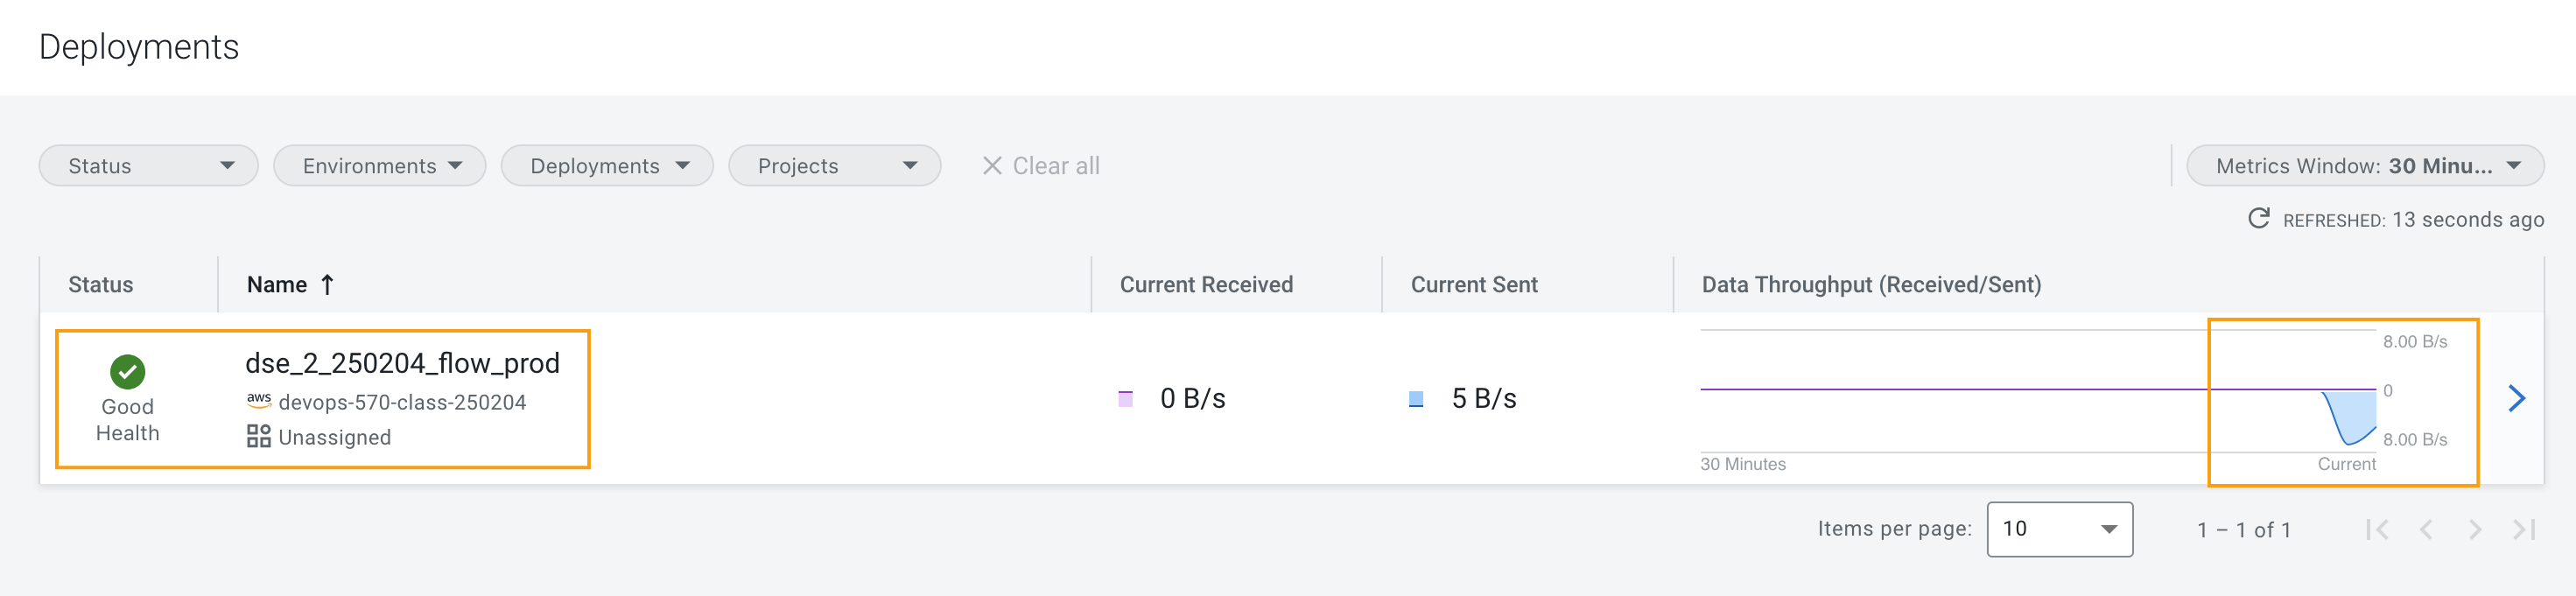 Deployments
Status Environments Deployments Projects Clear all Metrics Window: 30 Minu...
REFRESHED: 13 seconds ago
Status Name Current Received Current Sent Data Throughput (Received/Sent)
Good
Health
dse_2_250204_flow_prod
aws devops-570-class-250204
Unassigned
0 B/s
5 B/s
8.00 B/s
0
8.00 B/s
30 Minutes Current
Items per page: 10 1 – 1 of 1